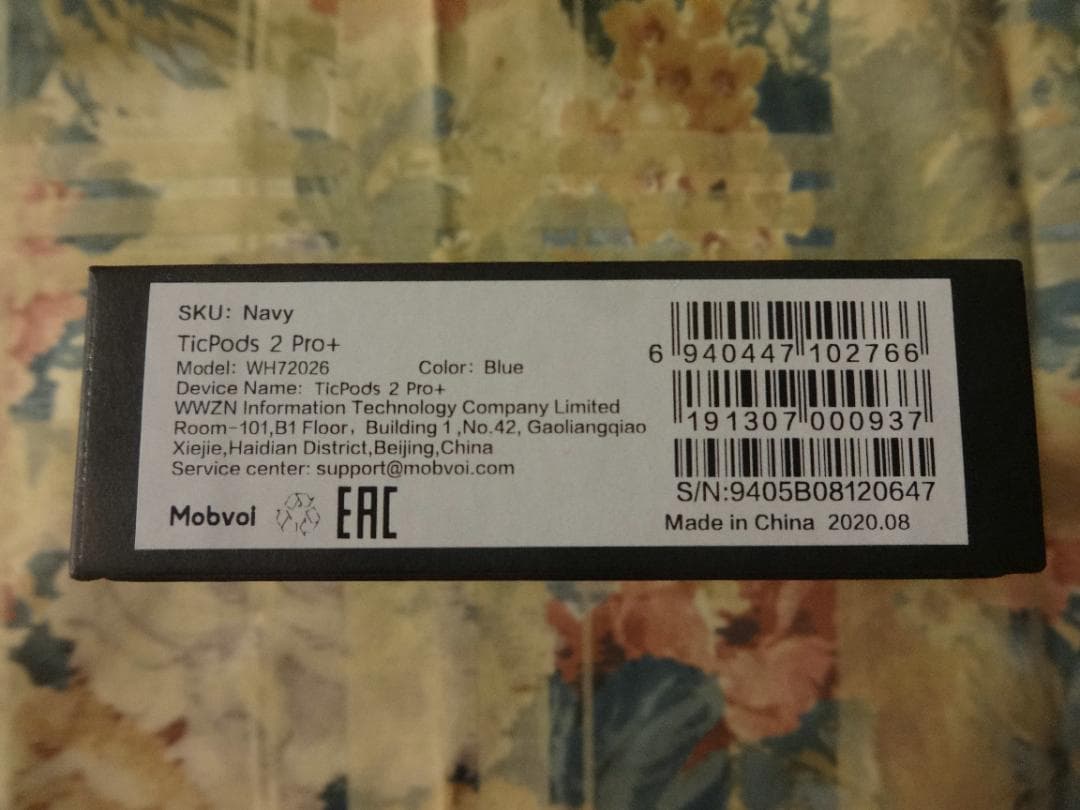 SKU: Navy
TicPods 2 Pro+
Model: WH72026 Color: Blue
Device Name: TicPods 2 Pro+
WWZN Information Technology Company Limited
Room-101,B1 Floor, Building 1 ,No.42, Gaoliangqiao
Xiejie,Haidian District,Beijing,China
Service center: support@mobvoi.com
Mobvoi EAC
6 940447 102766
191307 000937
S/N:9405B08120647
Made in China 2020.08